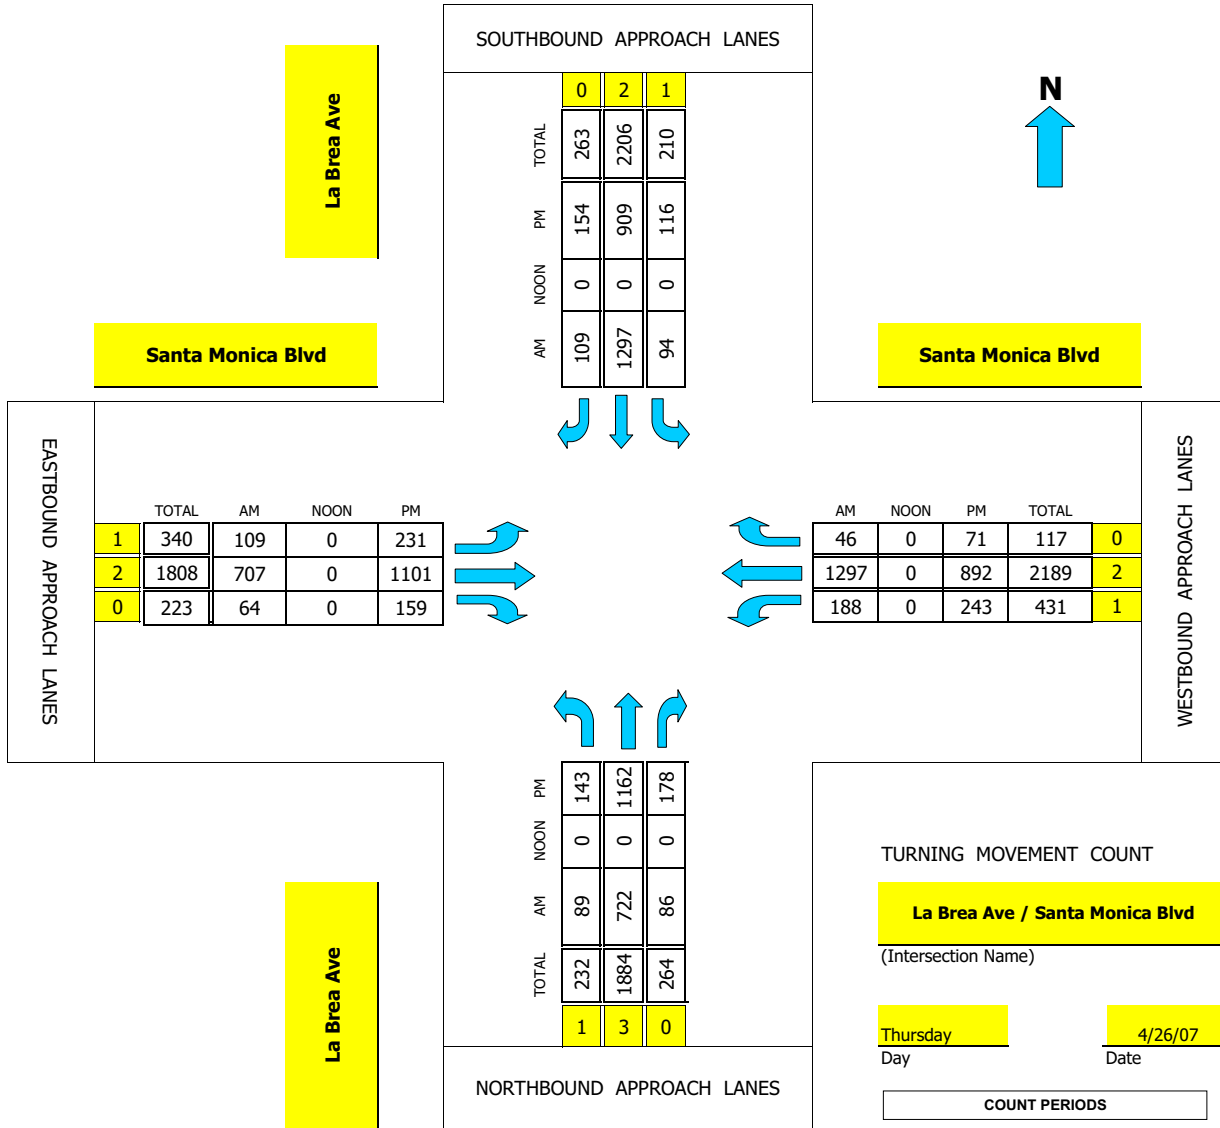 SOUTHBOUND APPROACH LANES
0 2 1
TOTAL 263 2206 210
PM 154 909 116
NOON 0 0 0
AM 109 1297 94
La Brea Ave
N
Santa Monica Blvd
Santa Monica Blvd
EASTBOUND APPROACH LANES
TOTAL AM NOON PM
1 340 109 0 231
2 1808 707 0 1101
0 223 64 0 159
AM NOON PM TOTAL
46 0 71 117 0
1297 0 892 2189 2
188 0 243 431 1
WESTBOUND APPROACH LANES
PM 143 1162 178
NOON 0 0 0
AM 89 722 86
TOTAL 232 1884 264
1 3 0
NORTHBOUND APPROACH LANES
La Brea Ave
TURNING MOVEMENT COUNT
La Brea Ave / Santa Monica Blvd
(Intersection Name)
Thursday 4/26/07
Day Date
COUNT PERIODS